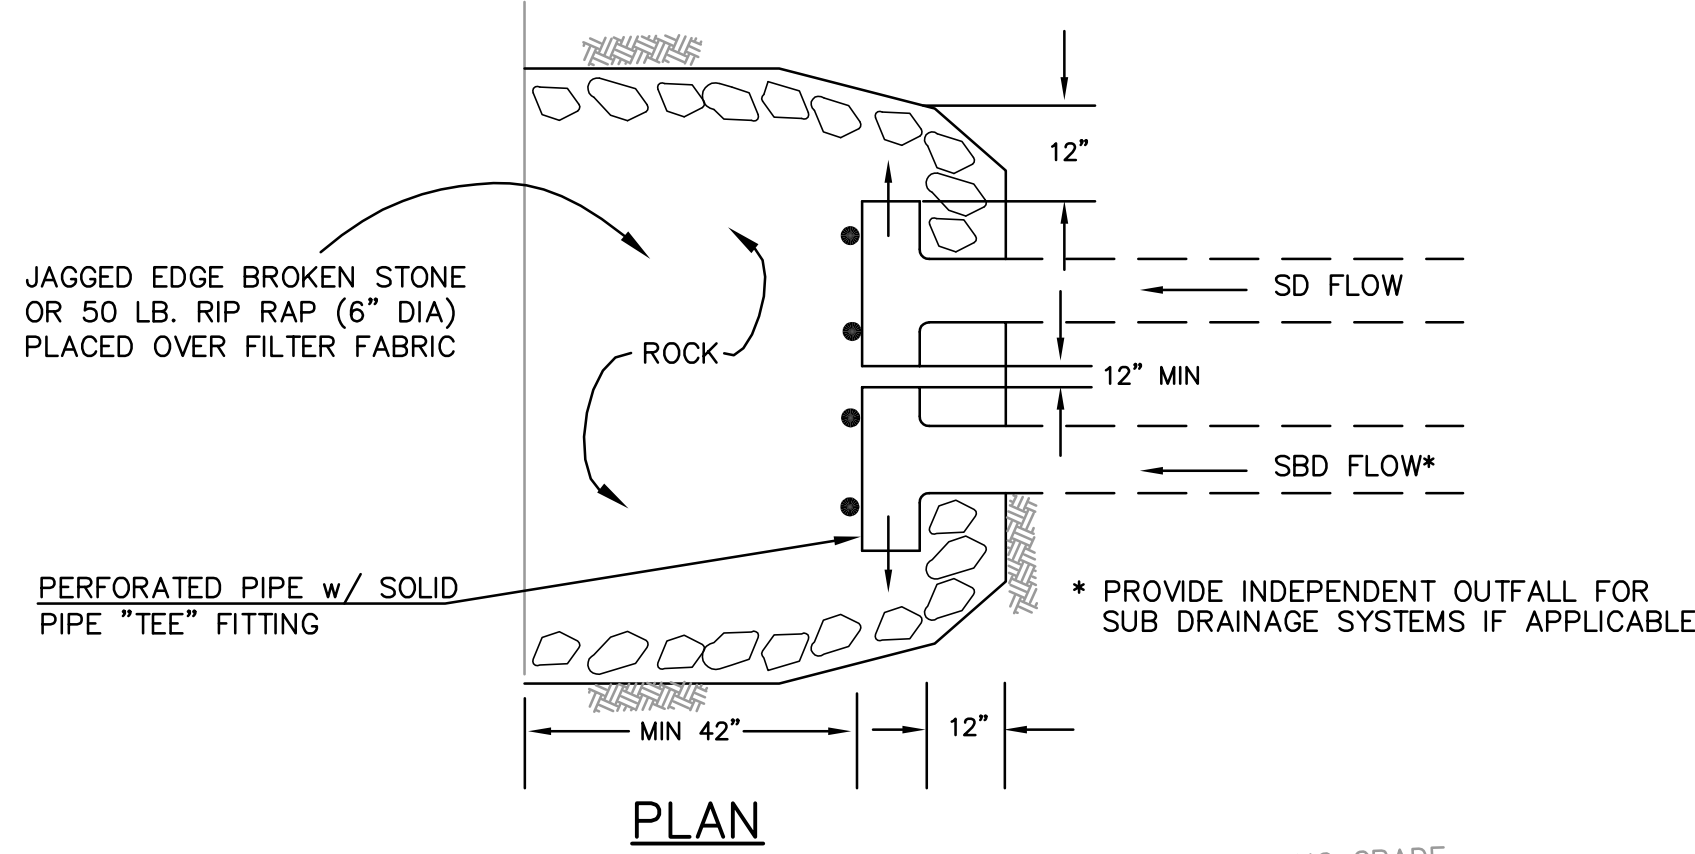 12”
JAGGED EDGE BROKEN STONE
OR 50 LB. RIP RAP (6” DIA)
PLACED OVER FILTER FABRIC
SD FLOW
ROCK
12” MIN
SBD FLOW*
PERFORATED PIPE w/ SOLID
PIPE ”TEE” FITTING
* PROVIDE INDEPENDENT OUTFALL FOR
SUB DRAINAGE SYSTEMS IF APPLICABLE
MIN 42”
12”
PLAN
GRADE